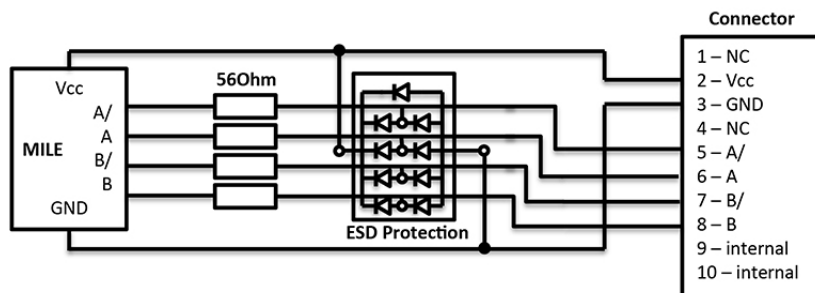 Connector
1 – NC
2 – Vcc
3 – GND
4 – NC
5 – A/
6 – A
7 – B/
8 – B
9 – internal
10 – internal
56Ohm
Vcc
A/
A
MILE
B/
B
GND
ESD Protection